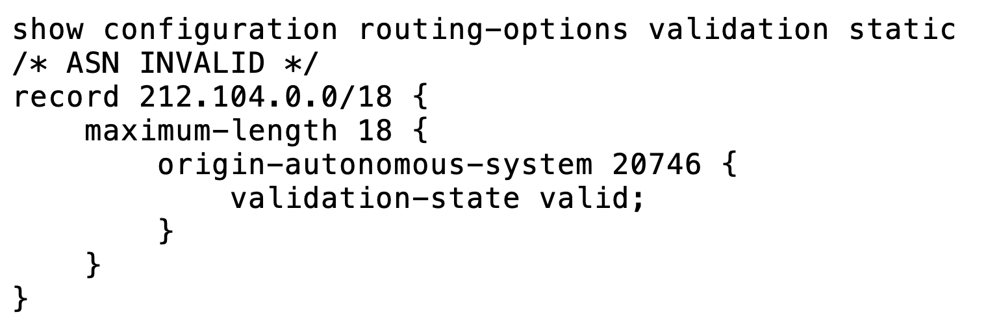 show configuration routing-options validation static
/* ASN INVALID */
record 212.104.0.0/18 {
     maximum-length 18 {
          origin-autonomous-system 20746 {
               validation-state valid;
          }
     }
}